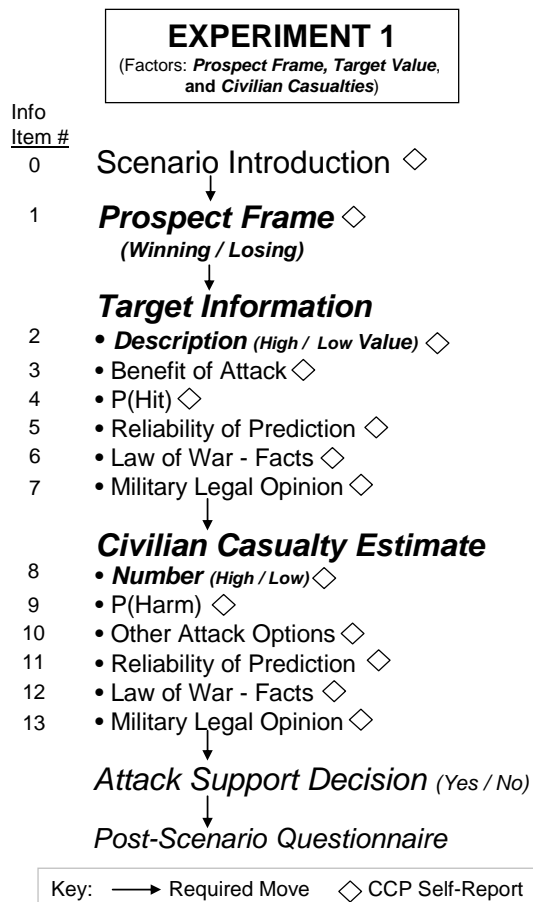 EXPERIMENT 1
(Factors: Prospect Frame, Target Value,
and Civilian Casualties)
Info
Item #
0 Scenario Introduction
1 Prospect Frame
(Winning / Losing)
Target Information
2 • Description (High / Low Value)
3 • Benefit of Attack
4 • P(Hit)
5 • Reliability of Prediction
6 • Law of War - Facts
7 • Military Legal Opinion
Civilian Casualty Estimate
8 • Number (High / Low)
9 • P(Harm)
10 • Other Attack Options
11 • Reliability of Prediction
12 • Law of War - Facts
13 • Military Legal Opinion
Attack Support Decision (Yes / No)
Post-Scenario Questionnaire
Key: Required Move CCP Self-Report